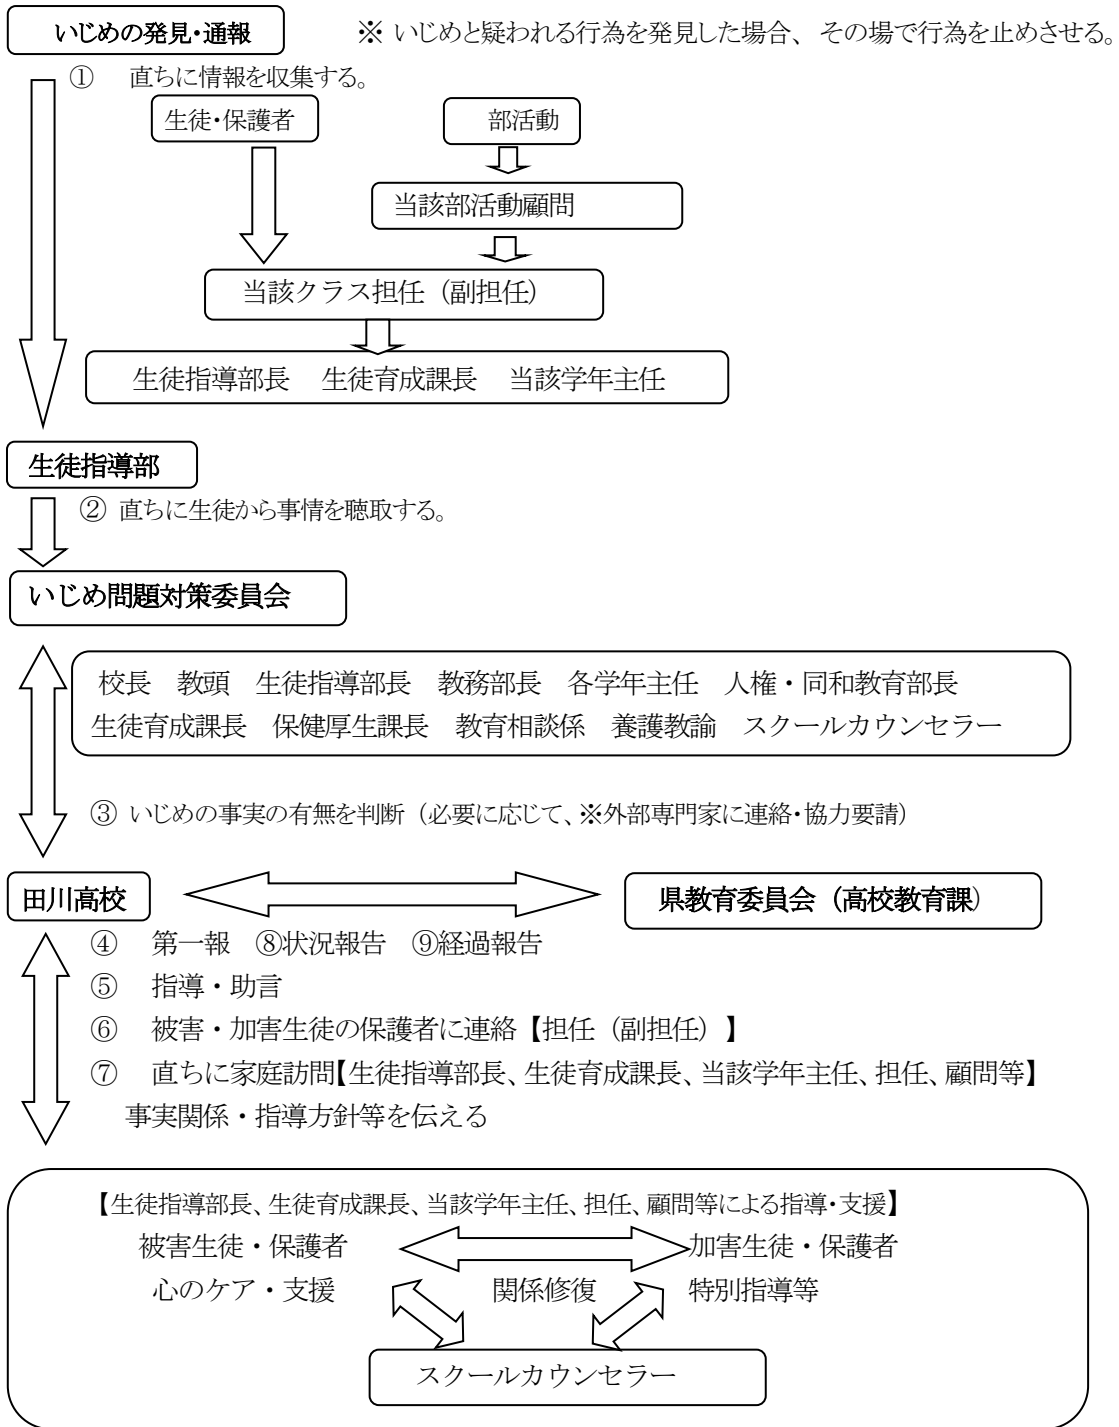 いじめの発見・通報
※ いじめと疑われる行為を発見した場合、その場で行為を止めさせる。
① 直ちに情報を収集する。
生徒・保護者
部活動
当該部活動顧問
当該クラス担任（副担任）
生徒指導部長 生徒育成課長 当該学年主任
生徒指導部
② 直ちに生徒から事情を聴取する。
いじめ問題対策委員会
校長 教頭 生徒指導部長 教務部長 各学年主任 人権・同和教育部長
生徒育成課長 保健厚生課長 教育相談係 養護教諭 スクールカウンセラー
③ いじめの事実の有無を判断（必要に応じて、※外部専門家に連絡・協力要請）
田川高校
県教育委員会（高校教育課）
④ 第一報 ⑧状況報告 ⑨経過報告
⑤ 指導・助言
⑥ 被害・加害生徒の保護者に連絡【担任（副担任）】
⑦ 直ちに家庭訪問【生徒指導部長、生徒育成課長、当該学年主任、担任、顧問等】
事実関係・指導方針等を伝える
【生徒指導部長、生徒育成課長、当該学年主任、担任、顧問等による指導・支援】
被害生徒・保護者
加害生徒・保護者
心のケア・支援
関係修復
特別指導等
スクールカウンセラー